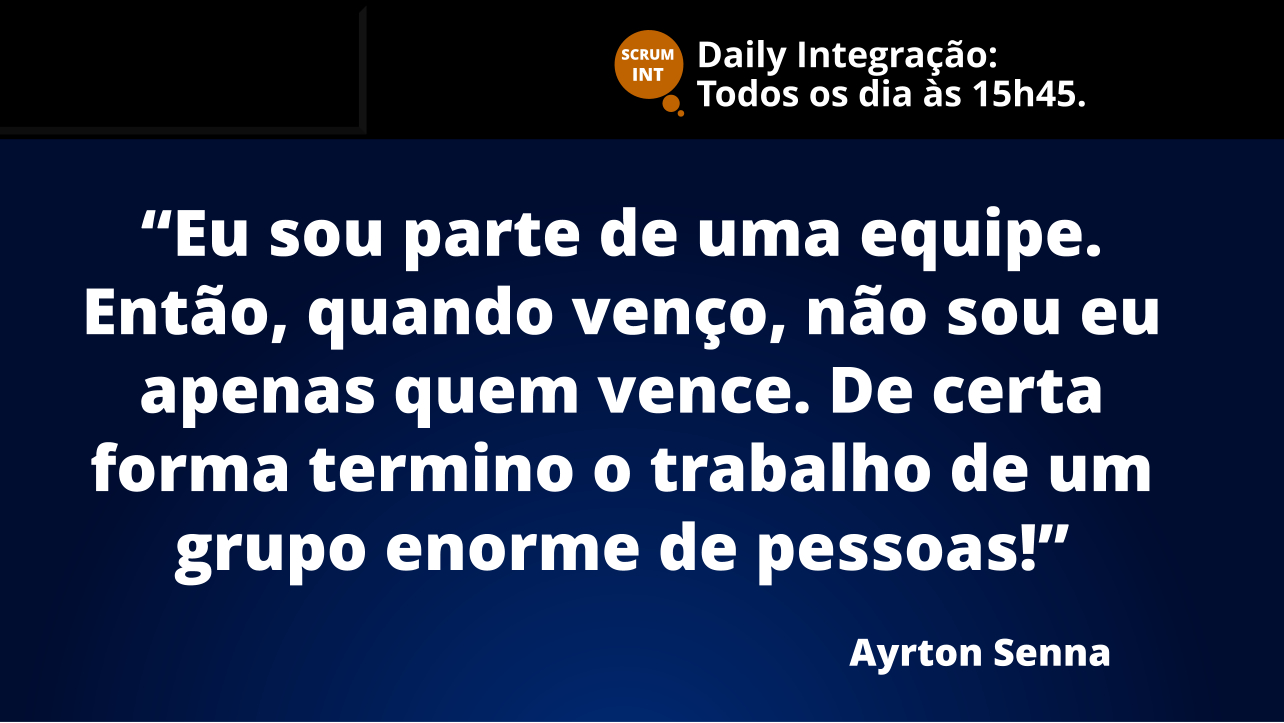 SCRUM
INT
Daily Integração:
Todos os dia às 15h45.
“Eu sou parte de uma equipe.
Então, quando venço, não sou eu
apenas quem vence. De certa
forma termino o trabalho de um
grupo enorme de pessoas!”
Ayrton Senna